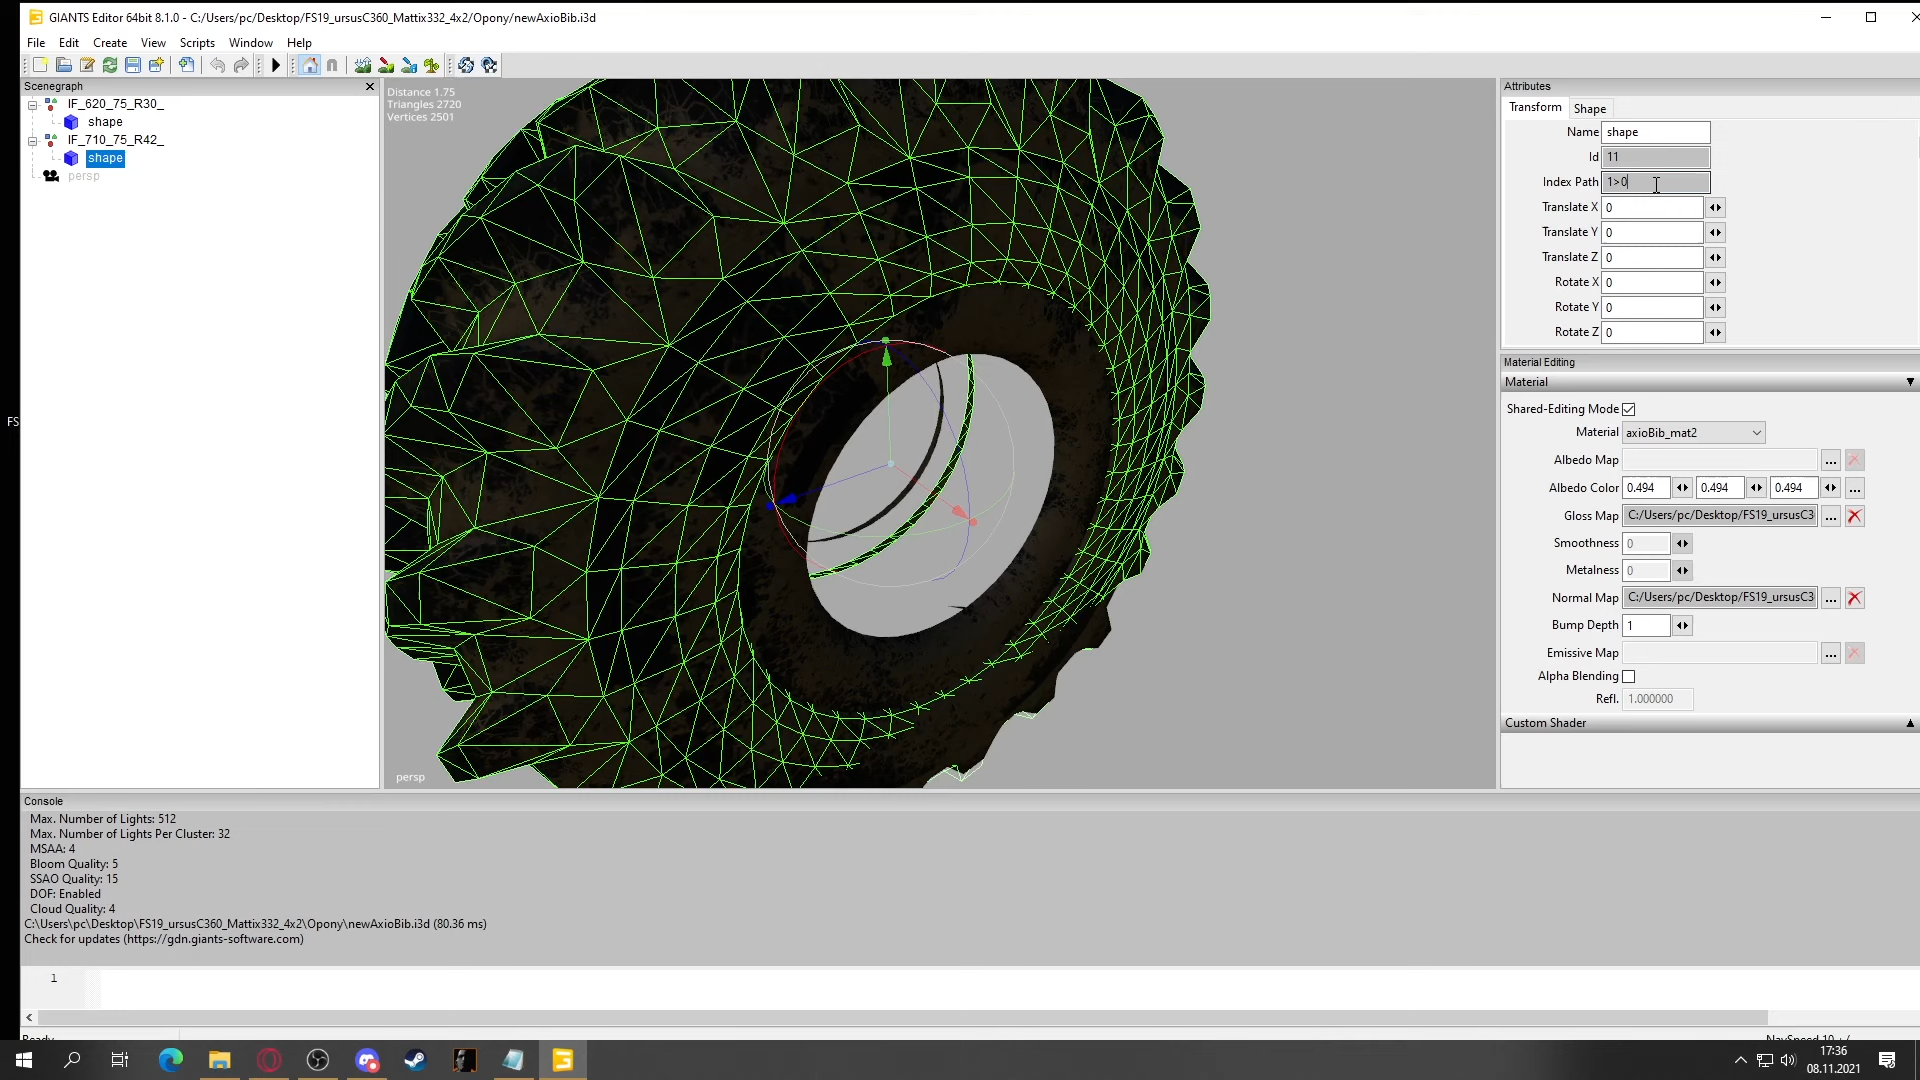 GIANTS Editor 64bit 8.1.0 - C:/Users/pc/Desktop/FS19_ursusC360_Mattix332_4x2/Opony/newAxioBib.i3d
File Edit Create View Scripts Window Help
Scenegraph
IF_620_75_R30_
shape
IF_710_75_R42_
shape
persp
FS
Distance 1.75
Triangles 2720
Vertices 2501
persp
Attributes
Transform Shape
Name shape
Id 11
Index Path 1>0
Translate X 0
Translate Y 0
Translate Z 0
Rotate X 0
Rotate Y 0
Rotate Z 0
Material Editing
Material
Shared-Editing Mode
Material axioBib_mat2
Albedo Map ...
Albedo Color 0.494 0.494 0.494 ...
Gloss Map C:/Users/pc/Desktop/FS19_ursusC3 ...
Smoothness 0
Metalness 0
Normal Map C:/Users/pc/Desktop/FS19_ursusC3 ...
Bump Depth 1
Emissive Map ...
Alpha Blending
Refl. 1.000000
Custom Shader
Console
Max. Number of Lights: 512
Max. Number of Lights Per Cluster: 32
MSAA: 4
Bloom Quality: 5
SSAO Quality: 15
DOF: Enabled
Cloud Quality: 4
C:\Users\pc\Desktop\FS19_ursusC360_Mattix332_4x2\Opony\newAxioBib.i3d (80.36 ms)
Check for updates (https://gdn.giants-software.com)
1
Ready
NavSpeed 10 +/-
17:36
08.11.2021